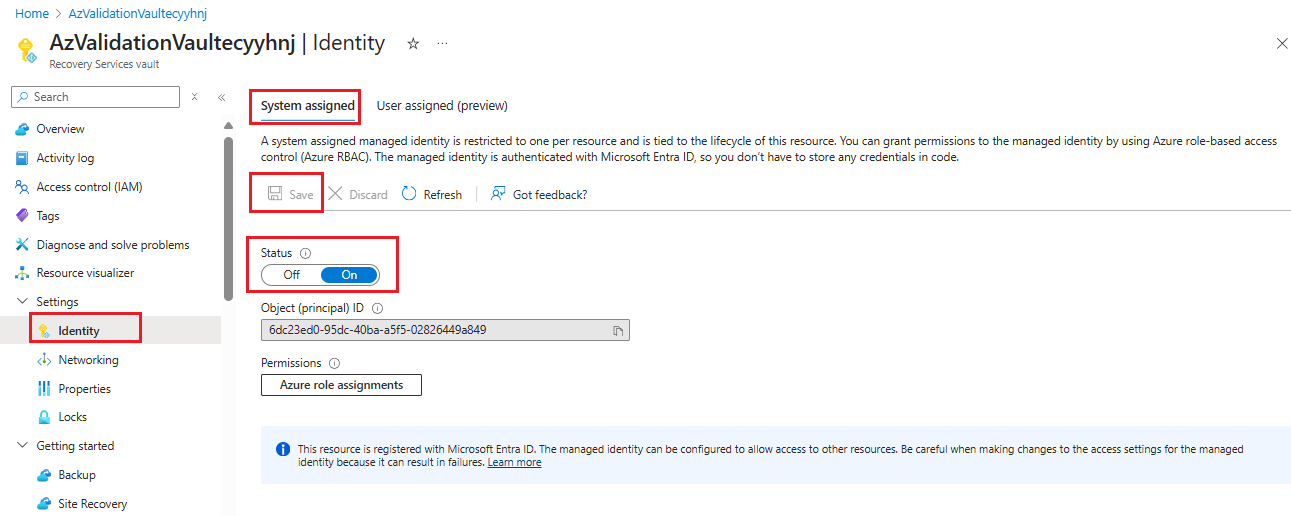 Home > AzValidationVaultecyyhnj
AzValidationVaultecyyhnj | Identity ☆ ...
Recovery Services vault
Search
Overview
Activity log
Access control (IAM)
Tags
Diagnose and solve problems
Resource visualizer
Settings
Identity
Networking
Properties
Locks
Getting started
Backup
Site Recovery
System assigned User assigned (preview)
A system assigned managed identity is restricted to one per resource and is tied to the lifecycle of this resource. You can grant permissions to the managed identity by using Azure role-based access
control (Azure RBAC). The managed identity is authenticated with Microsoft Entra ID, so you don't have to store any credentials in code.
Save Discard Refresh Got feedback?
Status
Off On
Object (principal) ID
6dc23ed0-95dc-40ba-a5f5-02826449a849
Permissions
Azure role assignments
This resource is registered with Microsoft Entra ID. The managed identity can be configured to allow access to other resources. Be careful when making changes to the access settings for the managed
identity because it can result in failures. Learn more